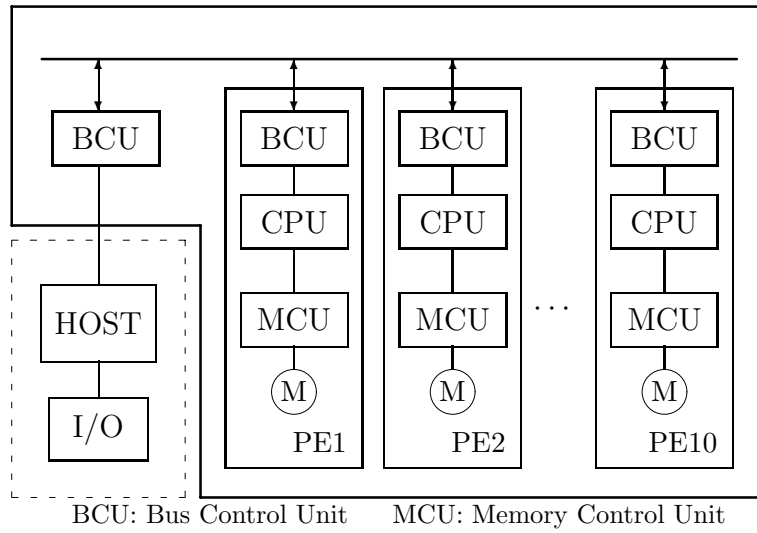 BCU BCU BCU BCU
CPU CPU CPU
HOST MCU MCU ... MCU
M M M
I/O
PE1 PE2 PE10
BCU: Bus Control Unit MCU: Memory Control Unit